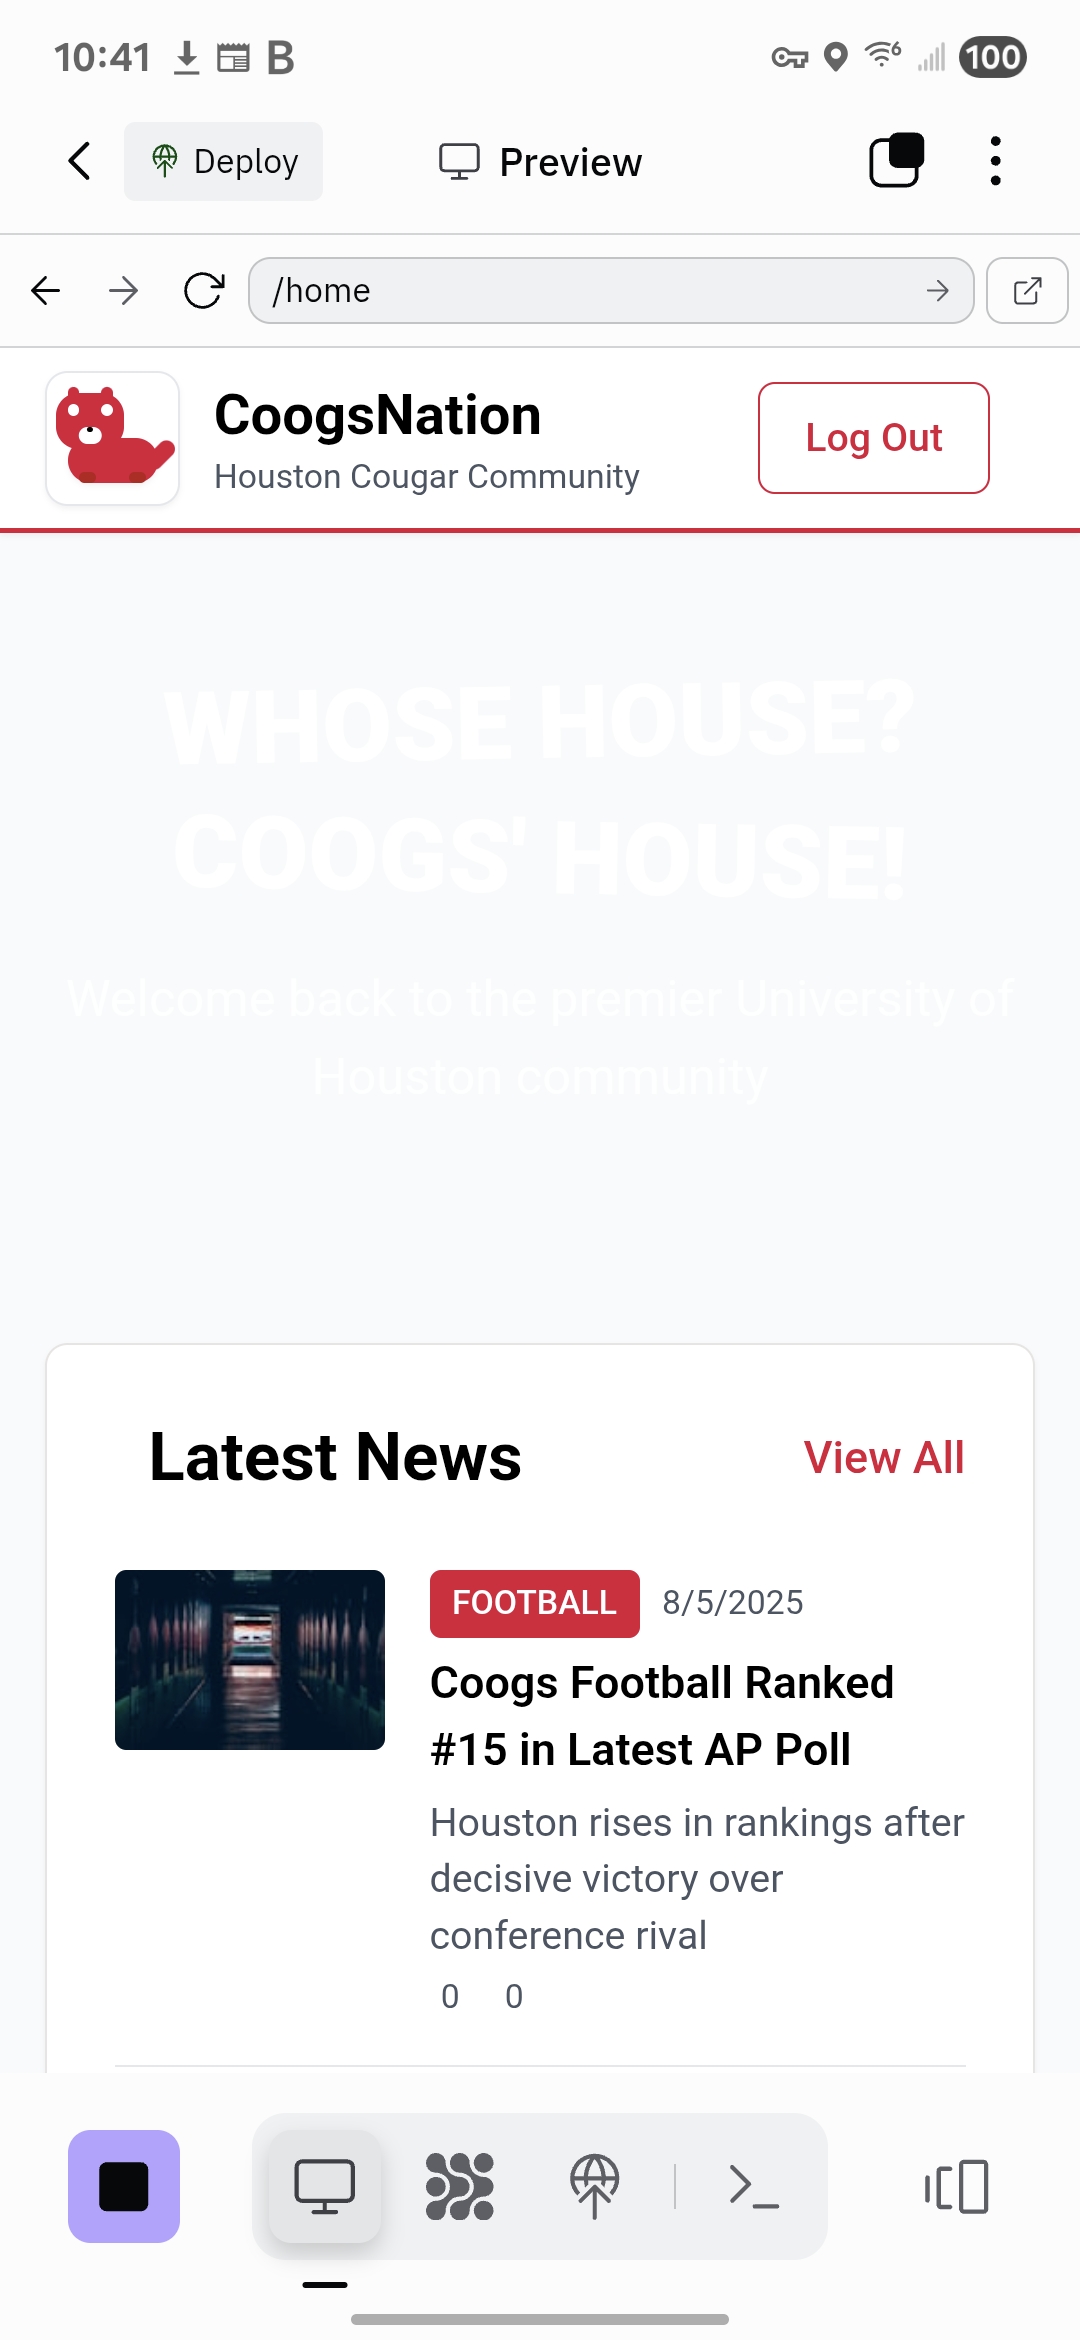 10:41 B 6 100
Deploy Preview
/home
CoogsNation
Houston Cougar Community
Log Out
WHOSE HOUSE?
COOGS' HOUSE!
Welcome back to the premier University of
Houston community
Latest News View All
FOOTBALL 8/5/2025
Coogs Football Ranked
#15 in Latest AP Poll
Houston rises in rankings after
decisive victory over
conference rival
0 0